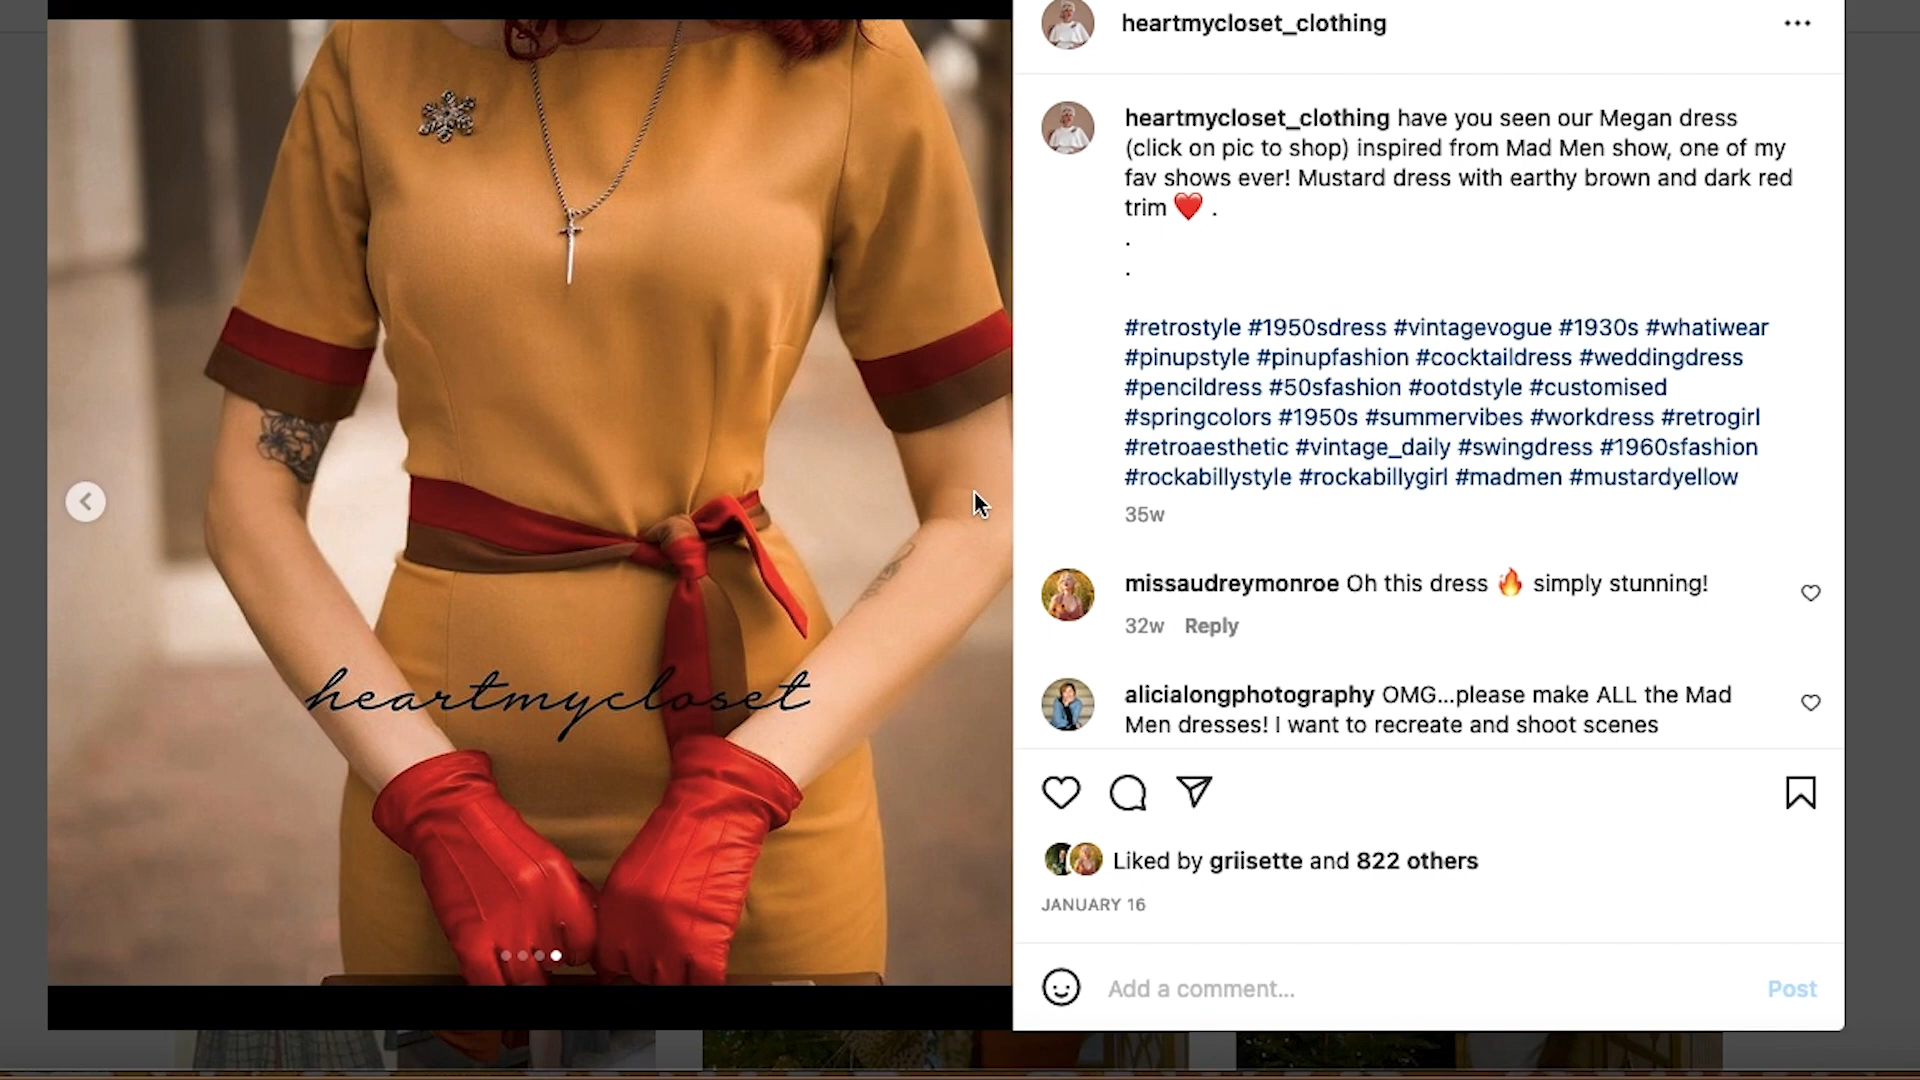 heartmycloset_clothing
heartmycloset_clothing have you seen our Megan dress
(click on pic to shop) inspired from Mad Men show, one of my
fav shows ever! Mustard dress with earthy brown and dark red
trim ❤️ .
.
.
#retrostyle #1950sdress #vintagevogue #1930s #whatiwear
#pinupstyle #pinupfashion #cocktaildress #weddingdress
#pencildress #50sfashion #ootdstyle #customised
#springcolors #1950s #summervibes #workdress #retrogirl
#retroaesthetic #vintage_daily #swingdress #1960sfashion
#rockabillystyle #rockabillygirl #madmen #mustardyellow
35w
missaudreymonroe Oh this dress 🔥 simply stunning!
32w Reply
alicialongphotography OMG...please make ALL the Mad
Men dresses! I want to recreate and shoot scenes
Liked by griisette and 822 others
JANUARY 16
Add a comment... Post
heartmycloset